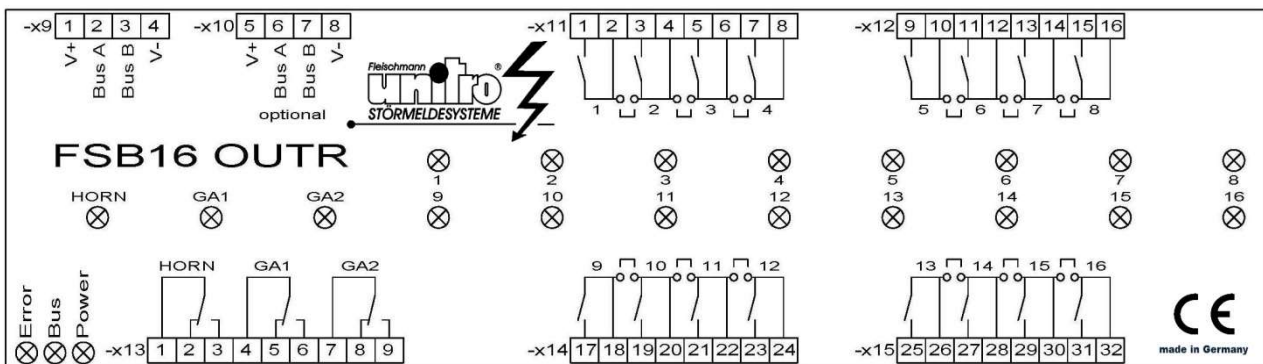 -x9 1 2 3 4 -x10 5 6 7 8 -x11 1 2 3 4 5 6 7 8 -x12 9 10 11 12 13 14 15 16
V+ Bus A Bus B V- V+ Bus A Bus B V-
optional
Fleischmann
unitro ®
STÖRMELDESYSTEME
1 2 3 4 5 6 7 8
FSB16 OUTR
1 2 3 4 5 6 7 8
HORN GA1 GA2 9 10 11 12 13 14 15 16
HORN GA1 GA2 9 10 11 12 13 14 15 16
Error
Bus
Power
-x13 1 2 3 4 5 6 7 8 9 -x14 17 18 19 20 21 22 23 24 -x15 25 26 27 28 29 30 31 32
CE
made in Germany